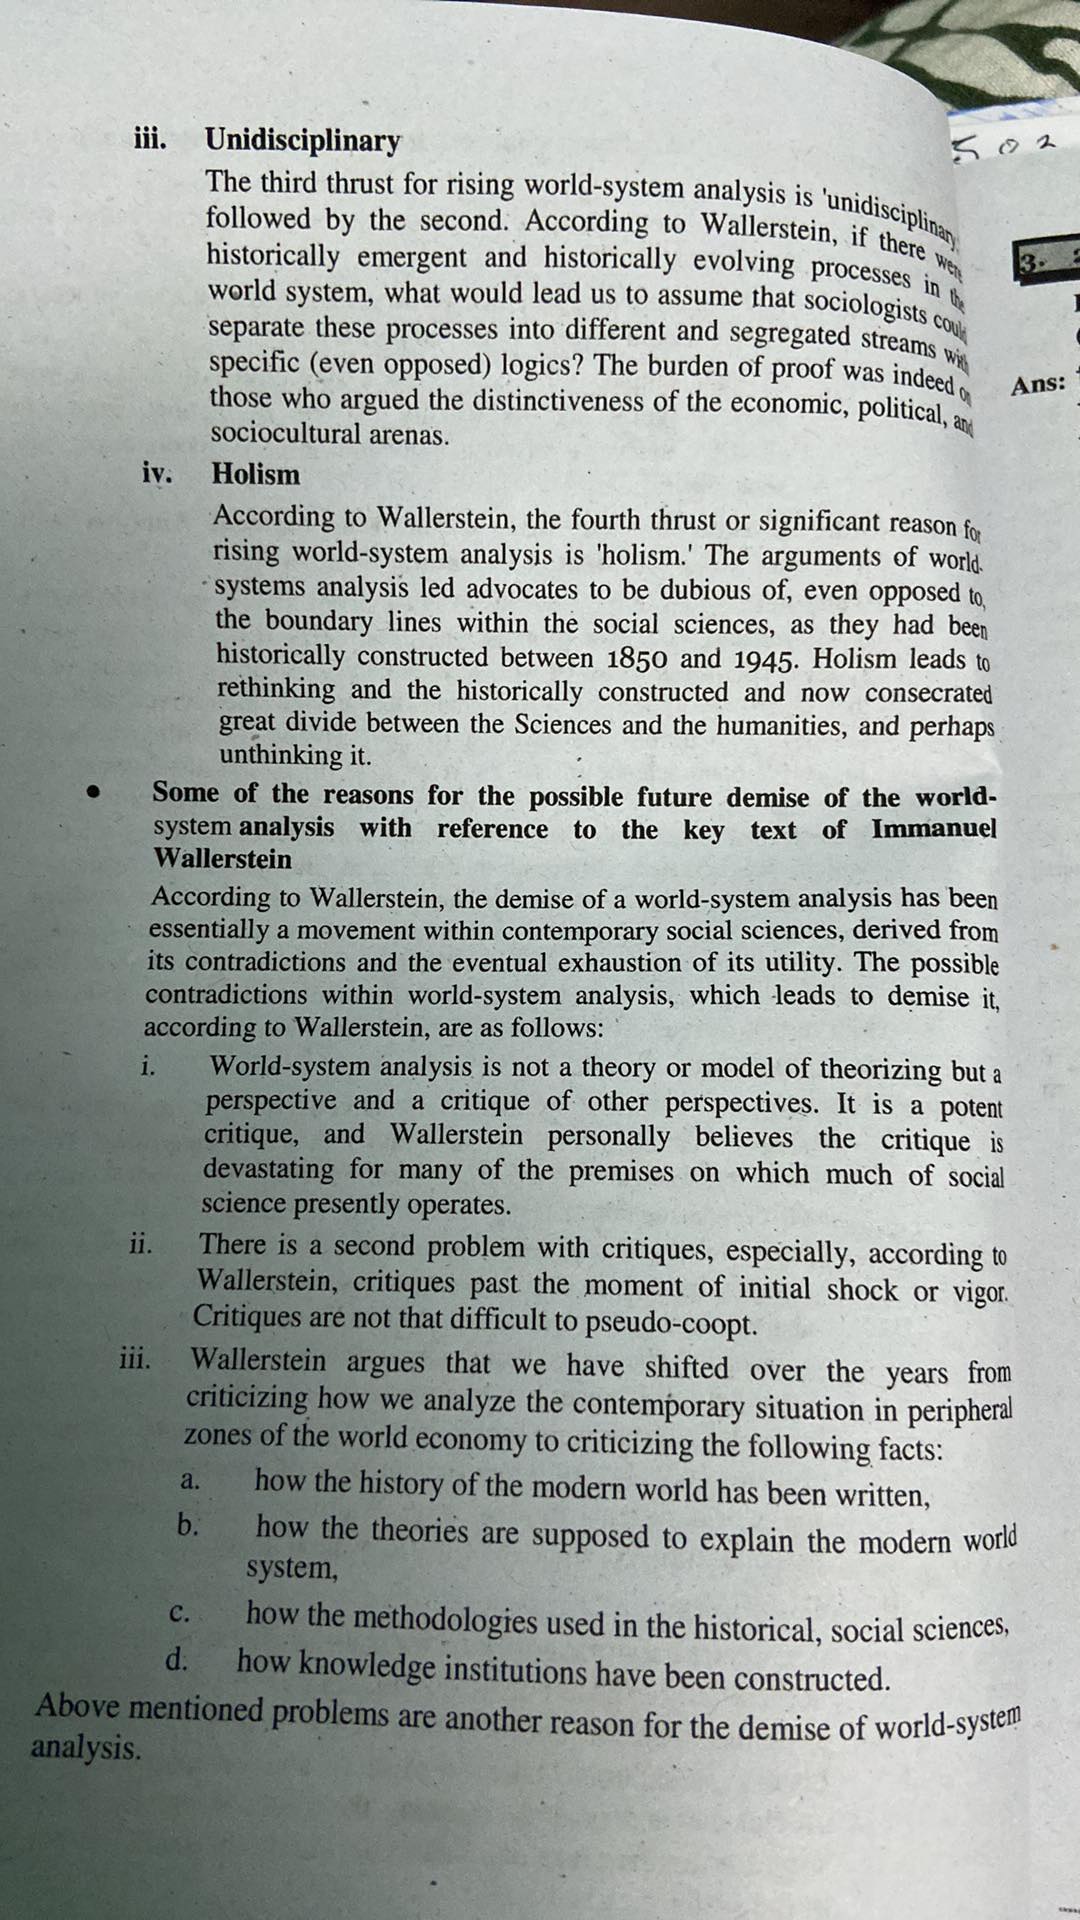 iii. Unidisciplinary
The third thrust for rising world-system analysis is 'unidisciplinary,
followed by the second. According to Wallerstein, if there were
historically emergent and historically evolving processes in the
world system, what would lead us to assume that sociologists could
separate these processes into different and segregated streams with
specific (even opposed) logics? The burden of proof was indeed on
those who argued the distinctiveness of the economic, political, and
sociocultural arenas.
iv. Holism
According to Wallerstein, the fourth thrust or significant reason for
rising world-system analysis is 'holism.' The arguments of world-
systems analysis led advocates to be dubious of, even opposed to,
the boundary lines within the social sciences, as they had been
historically constructed between 1850 and 1945. Holism leads to
rethinking and the historically constructed and now consecrated
great divide between the Sciences and the humanities, and perhaps
unthinking it.
• Some of the reasons for the possible future demise of the world-
system analysis with reference to the key text of Immanuel
Wallerstein
According to Wallerstein, the demise of a world-system analysis has been
essentially a movement within contemporary social sciences, derived from
its contradictions and the eventual exhaustion of its utility. The possible
contradictions within world-system analysis, which leads to demise it,
according to Wallerstein, are as follows:
i. World-system analysis is not a theory or model of theorizing but a
perspective and a critique of other perspectives. It is a potent
critique, and Wallerstein personally believes the critique is
devastating for many of the premises on which much of social
science presently operates.
ii. There is a second problem with critiques, especially, according to
Wallerstein, critiques past the moment of initial shock or vigor.
Critiques are not that difficult to pseudo-coopt.
iii. Wallerstein argues that we have shifted over the years from
criticizing how we analyze the contemporary situation in peripheral
zones of the world economy to criticizing the following facts:
a. how the history of the modern world has been written,
b. how the theories are supposed to explain the modern world
system,
c. how the methodologies used in the historical, social sciences,
d. how knowledge institutions have been constructed.
Above mentioned problems are another reason for the demise of world-system
analysis.
502
3.
Ans: